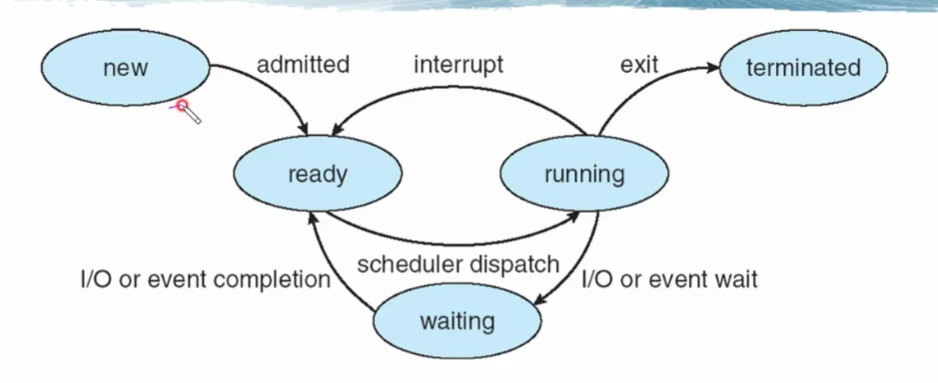 new
admitted
interrupt
exit
terminated
ready
running
scheduler dispatch
I/O or event completion
I/O or event wait
waiting